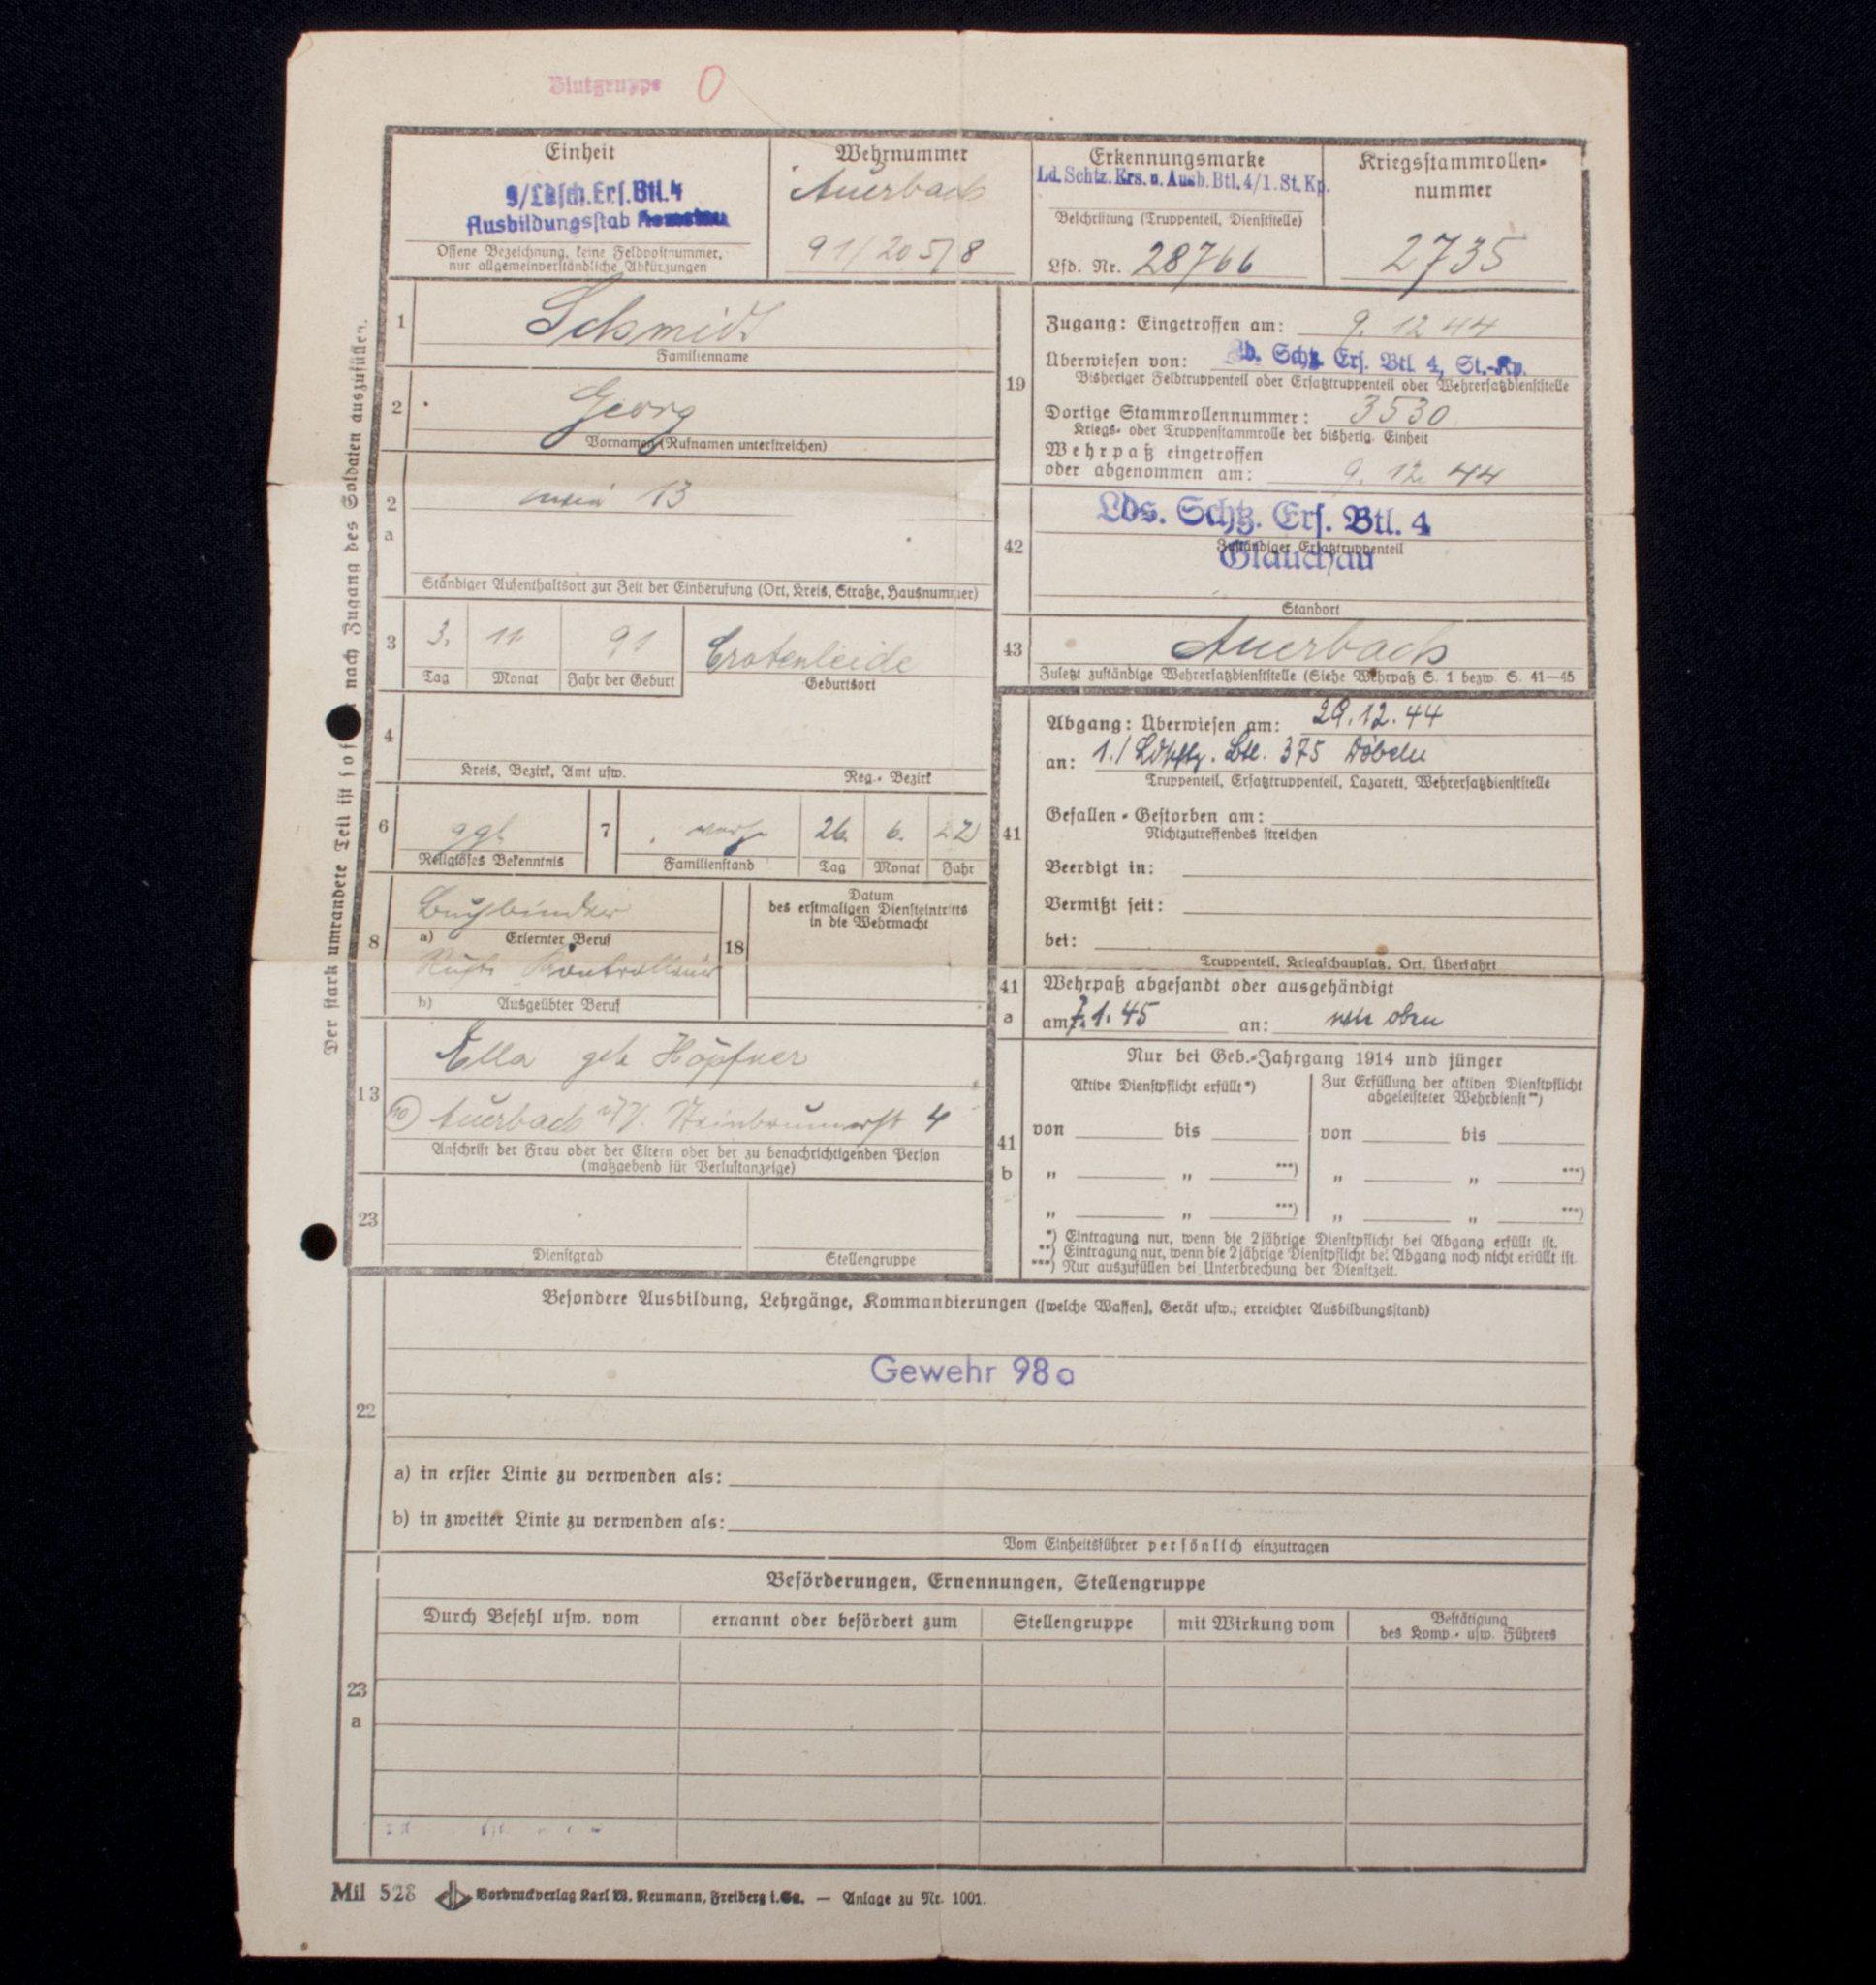 Blutgruppe O
Einheit
9/Ldsch.Ers.Btl.4
Ausbildungsstab
Offene Bezeichnung, keine Feldpostnummer,
nur allgemeinverständliche Abkürzungen
Wehrnummer
Auerbach
91/20 5/8
Erkennungsmarke
Ld.Schtz.Ers.u.Ausb.Btl.4/1.St.Kp.
Beschriftung (Truppenteil, Dienststelle)
Lfd. Nr. 28766
Kriegsstammrollen-
nummer
2735
Der stark umrandete Teil ist sof nach Zugang des Soldaten auszufüllen.
1
Schmidt
Familienname
2
Georg
Vornamen (Rufnamen unterstreichen)
2
a
13
Ständiger Aufenthaltsort zur Zeit der Einberufung (Ort, Kreis, Straße, Hausnummer)
3
3. 11. 91
Tag Monat Jahr der Geburt
Geburtsort
4
Kreis, Bezirk, Amt usw. Reg.-Bezirk
6
Religiöses Bekenntnis
7
26. 6. 22
Familienstand Tag Monat Jahr
8
Buchbinder
a) Erlernter Beruf
b) Ausgeübter Beruf
18
Datum
des erstmaligen Diensteintritts
in die Wehrmacht
13
Ella geb Höpfner
Auerbach i/V. 4
Anschrift der Frau oder der Eltern oder der zu benachrichtigenden Person
(maßgebend für Verlustanzeige)
23
Dienstgrad Stellengruppe
19
Zugang: Eingetroffen am: 9. 12 44
Überwiesen von: Ld. Schtz. Ers. Btl 4, St.-Kp.
Bisheriger Feldtruppenteil oder Ersatztruppenteil oder Wehrersatzdienststelle
Dortige Stammrollennummer: 3530
Kriegs- oder Truppenstammrolle der bisherig. Einheit
Wehrpaß eingetroffen
oder abgenommen am: 9. 12. 44
42
Lds. Schtz. Ers. Btl. 4
Zuständiger Ersatztruppenteil
Glauchau
Standort
43
Auerbach
Zuletzt zuständige Wehrersatzdienststelle (Siehe Wehrpaß S. 1 bezw. S. 41—45
41
Abgang: Überwiesen am: 29.12.44
an: 1./ Ldschtz. Btl. 375 Döbeln
Truppenteil, Ersatztruppenteil, Lazarett, Wehrersatzdienststelle
Gefallen - Gestorben am:
Nichtzutreffendes streichen
Beerdigt in:
Vermißt seit:
bei:
Truppenteil, Kriegsschauplatz, Ort, Überfahrt
41
a
Wehrpaß abgesandt oder ausgehändigt
am 7.1.45 an: wie oben
41
b
Nur bei Geb.-Jahrgang 1914 und jünger
Aktive Dienstpflicht erfüllt*)
Zur Erfüllung der aktiven Dienstpflicht
abgeleisteter Wehrdienst**)
von bis von bis
" " ***) " " ***)
" " ***) " " ***)
*) Eintragung nur, wenn die 2jährige Dienstpflicht bei Abgang erfüllt ist.
**) Eintragung nur, wenn die 2jährige Dienstpflicht bei Abgang noch nicht erfüllt ist.
***) Nur auszufüllen bei Unterbrechung der Dienstzeit.
22
Besondere Ausbildung, Lehrgänge, Kommandierungen ([welche Waffen], Gerät usw.; erreichter Ausbildungsstand)
Gewehr 98a
a) in erster Linie zu verwenden als:
b) in zweiter Linie zu verwenden als:
Vom Einheitsführer persönlich einzutragen
23
a
Beförderungen, Ernennungen, Stellengruppe
Durch Befehl usw. vom
ernannt oder befördert zum
Stellengruppe
mit Wirkung vom
Bestätigung
des Komp.- usw. Führers
Mil 528 Vordruckverlag Karl W. Neumann, Freiberg i.Sa. — Anlage zu Nr. 1001.